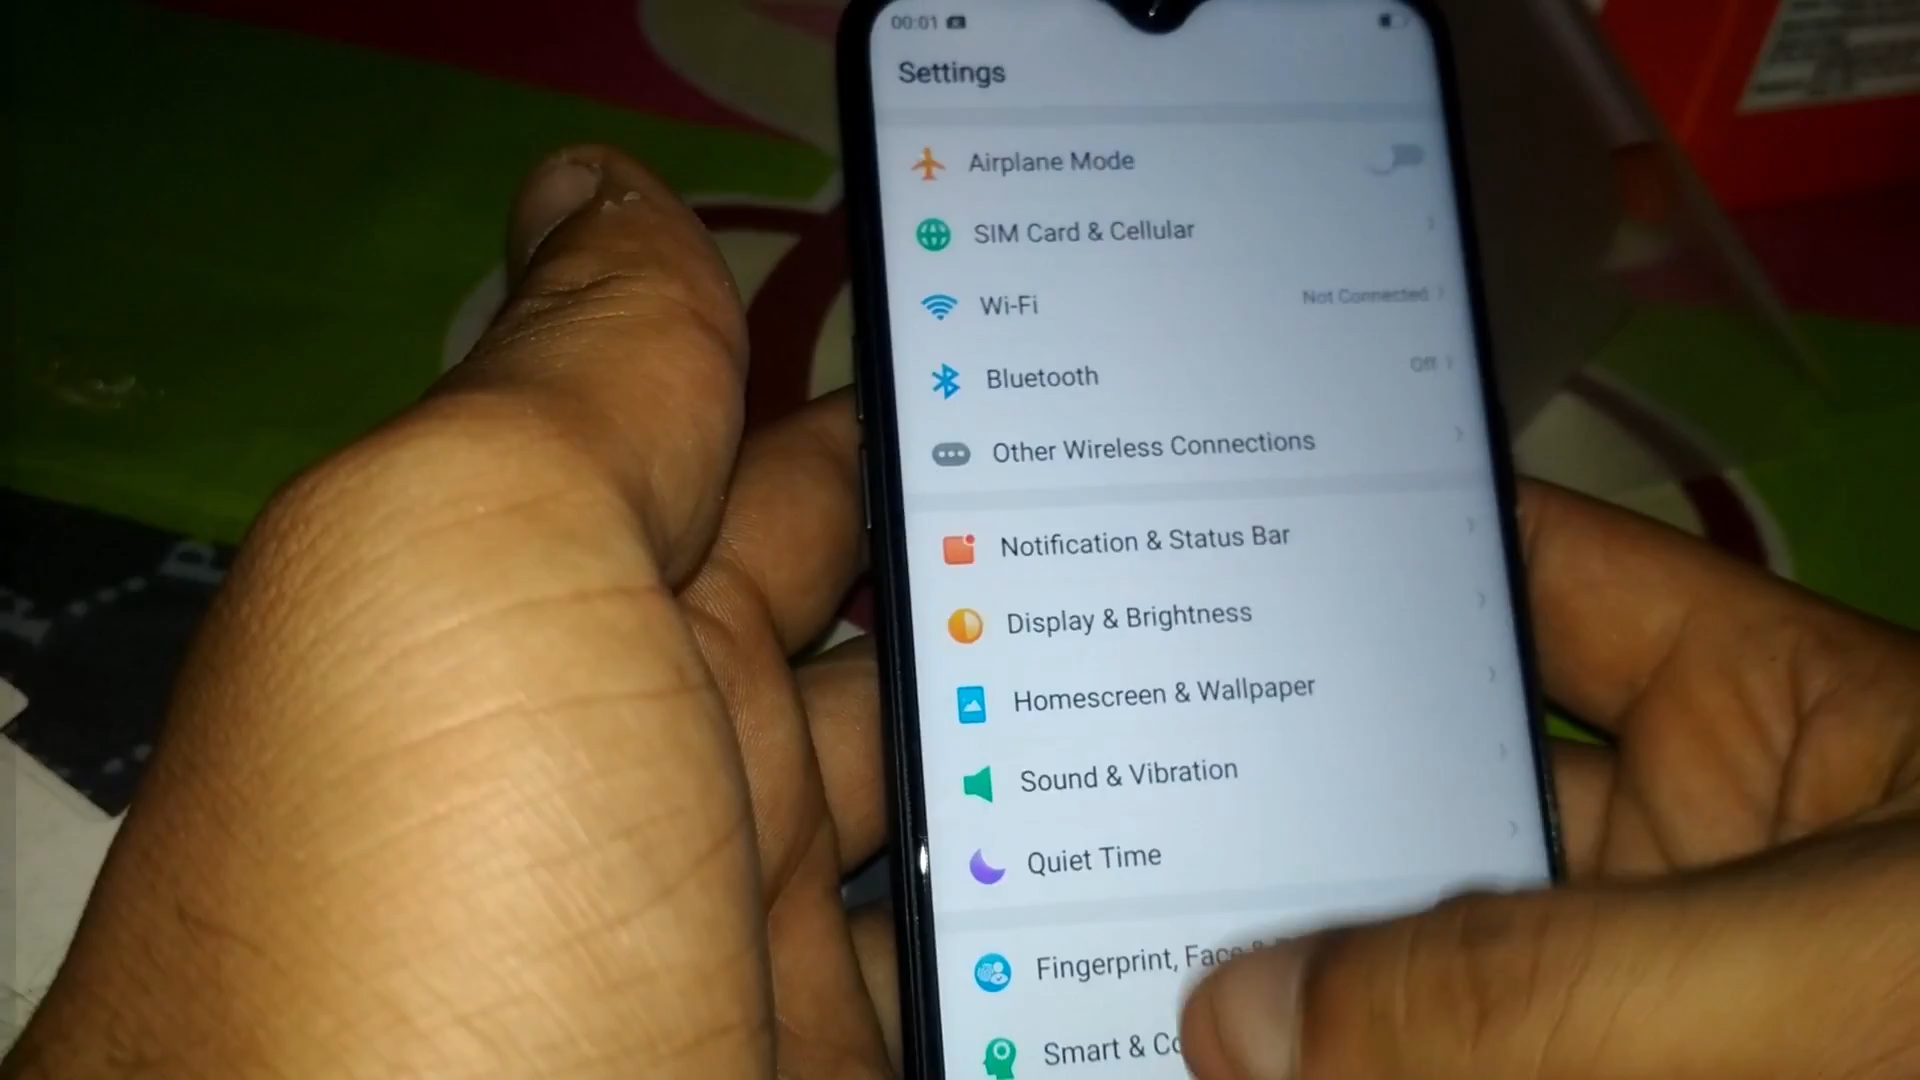 00:01
Settings
Airplane Mode
SIM Card & Cellular
Wi-Fi Not Connected
Bluetooth Off
Other Wireless Connections
Notification & Status Bar
Display & Brightness
Homescreen & Wallpaper
Sound & Vibration
Quiet Time
Fingerprint, Face &
Smart & Co